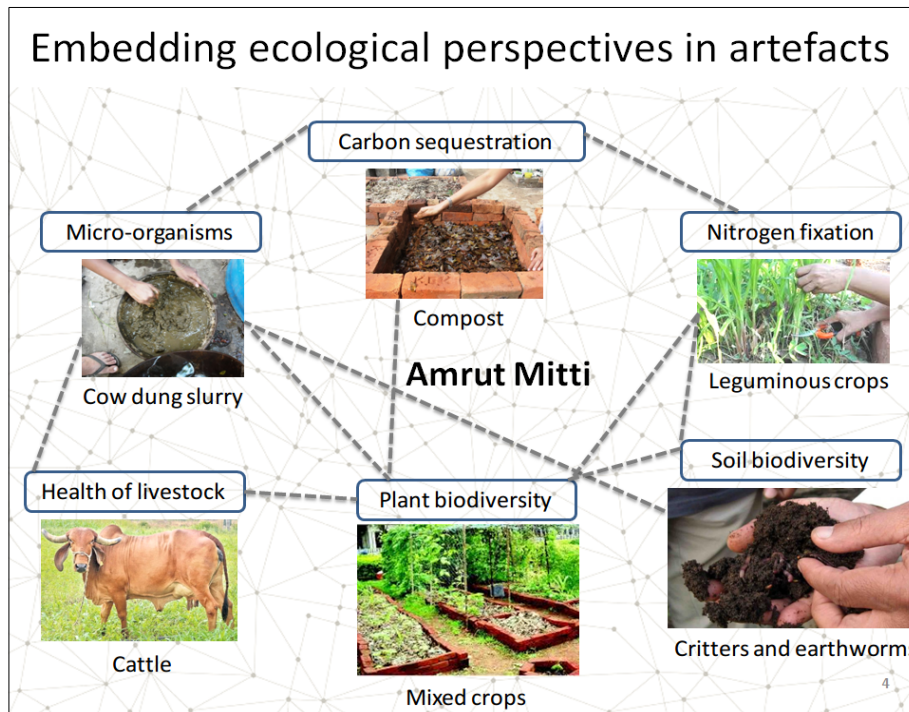 Embedding ecological perspectives in artefacts
Carbon sequestration
Micro-organisms
Nitrogen fixation
Compost
Amrut Mitti
Cow dung slurry
Leguminous crops
Soil biodiversity
Health of livestock
Plant biodiversity
Cattle
Critters and earthworm
Mixed crops
4